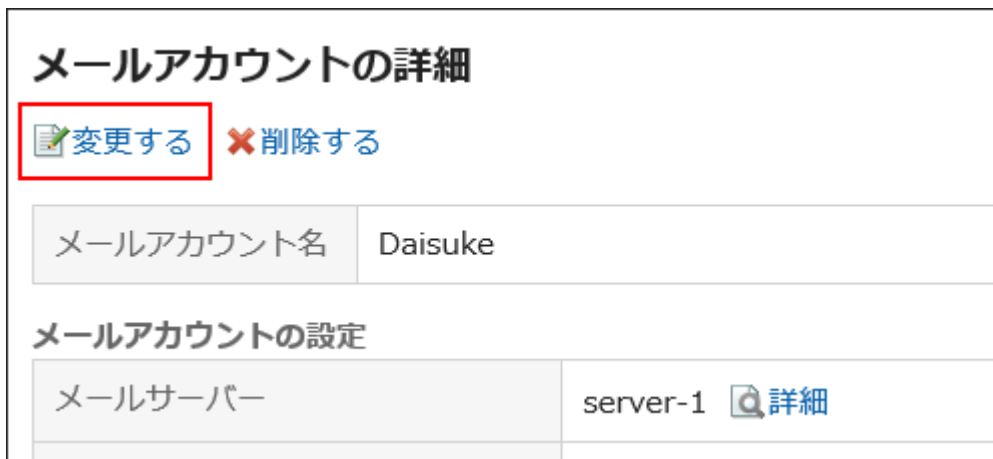 メールアカウントの詳細
変更する 削除する
メールアカウント名 Daisuke
メールアカウントの設定
メールサーバー server-1 詳細